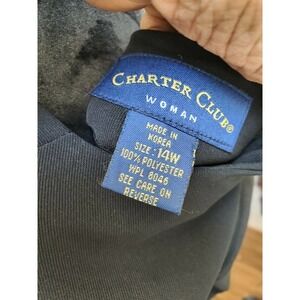 CHARTER CLUB®
WOMAN
MADE IN
KOREA
SIZE: 14W
100% POLYESTER
WPL 8046
SEE CARE ON
REVERSE